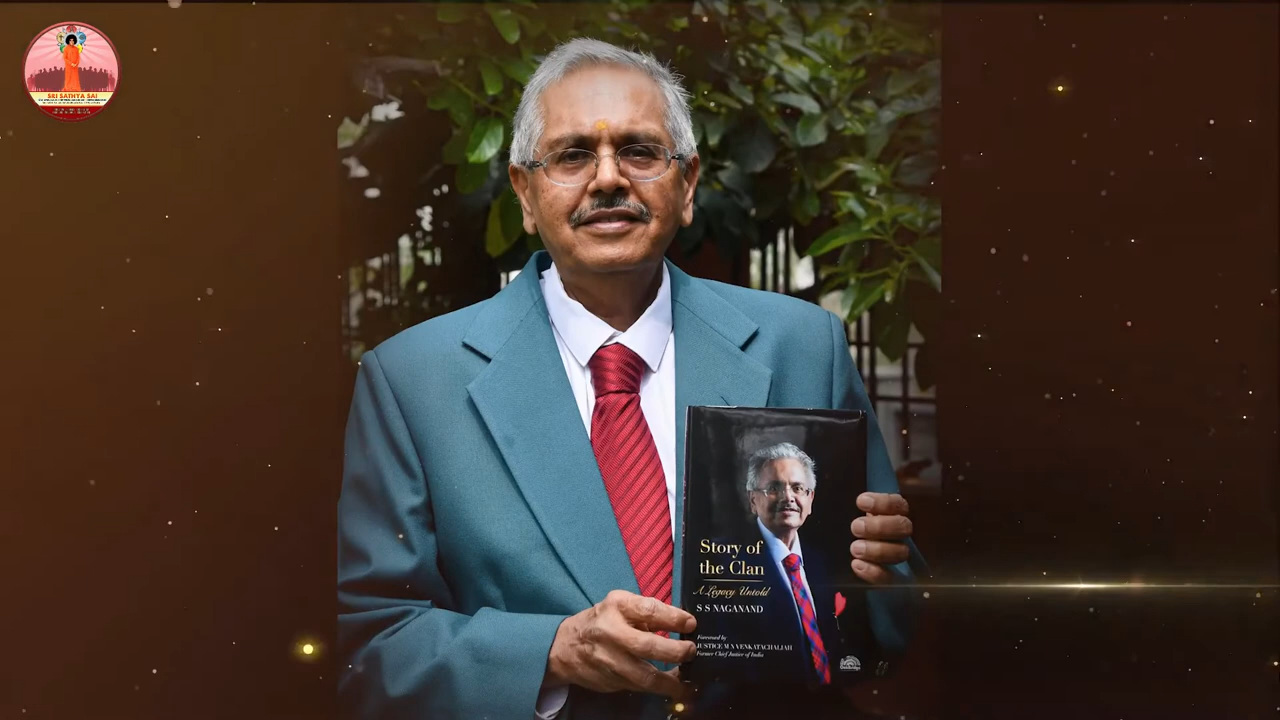 SRI SATHYA SAI
Story of
the Clan
A Legacy Untold
S S NAGANAND
Foreword by
JUSTICE M N VENKATACHALIAH
Former Chief Justice of India